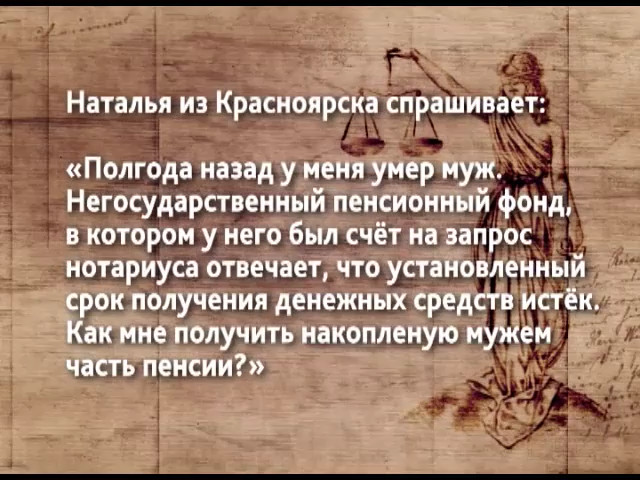 Наталья из Красноярска спрашивает:
«Полгода назад у меня умер муж.
Негосударственный пенсионный фонд,
в котором у него был счёт на запрос
нотариуса отвечает, что установленный
срок получения денежных средств истёк.
Как мне получить накопленую мужем
часть пенсии?»